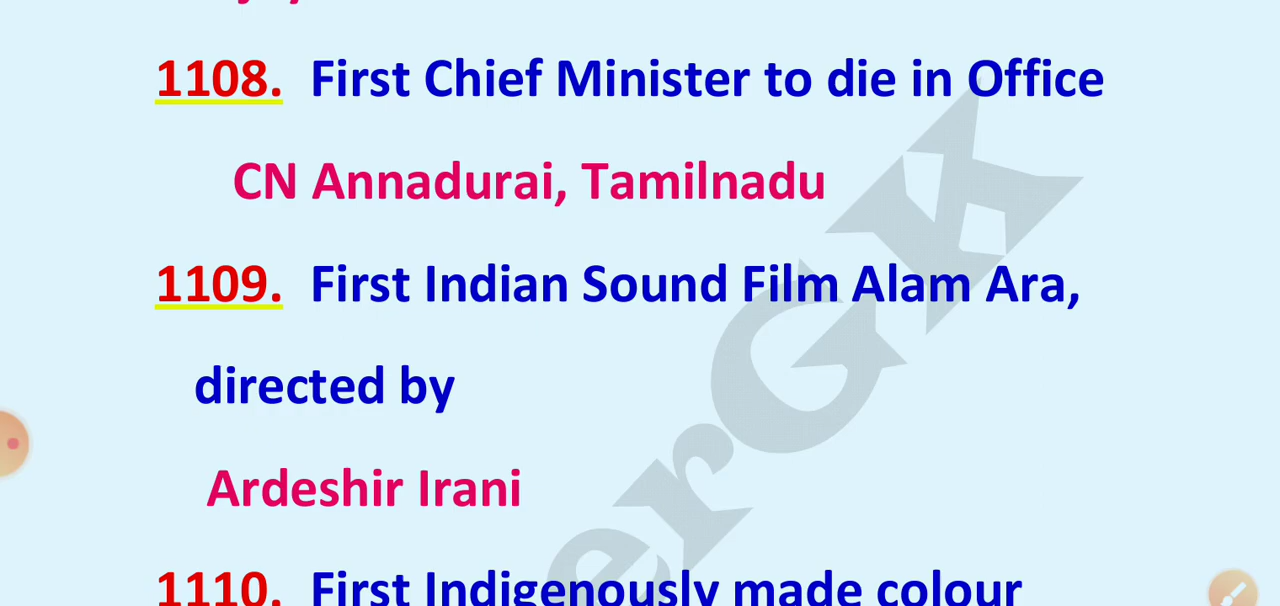 1108. First Chief Minister to die in Office
CN Annadurai, Tamilnadu
1109. First Indian Sound Film Alam Ara,
directed by
Ardeshir Irani
1110. First Indigenously made colour
erGK